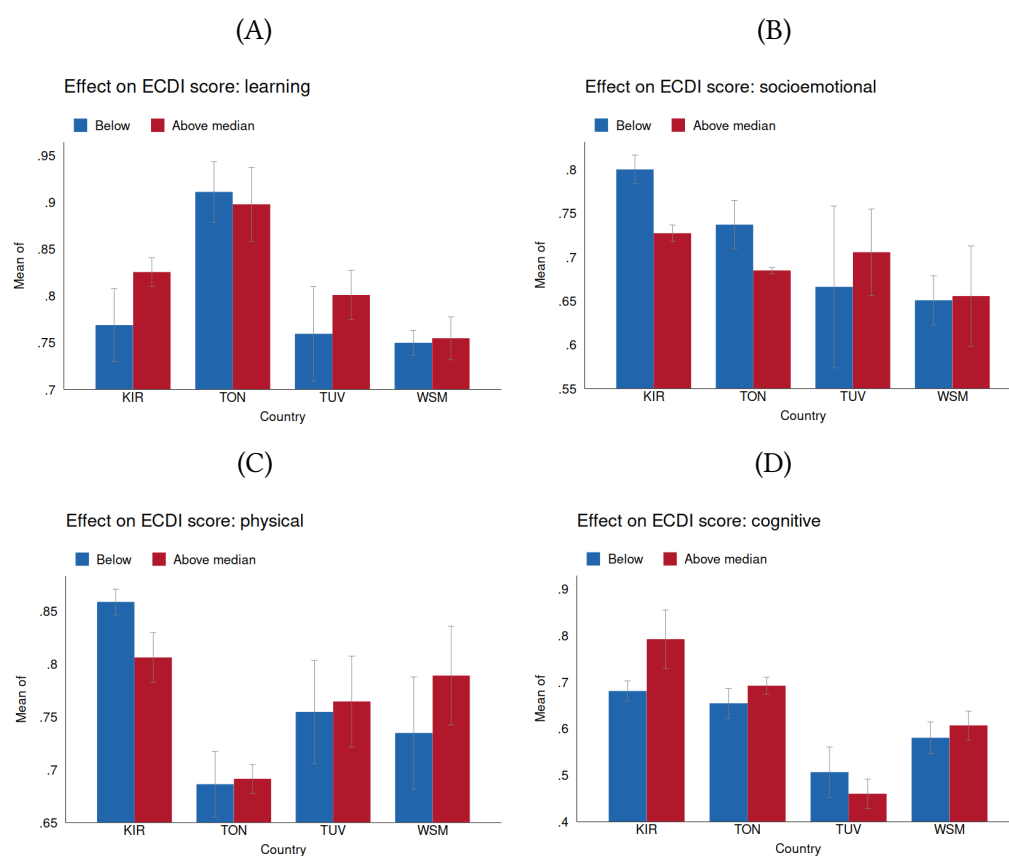 (A)
Effect on ECDI score: learning
Below Above median
.95
.9
.85
.8
.75
.7
Mean of
KIR TON TUV WSM
Country
(B)
Effect on ECDI score: socioemotional
Below Above median
.8
.75
.7
.65
.6
.55
Mean of
KIR TON TUV WSM
Country
(C)
Effect on ECDI score: physical
Below Above median
.85
.8
.75
.7
.65
Mean of
KIR TON TUV WSM
Country
(D)
Effect on ECDI score: cognitive
Below Above median
.9
.8
.7
.6
.5
.4
Mean of
KIR TON TUV WSM
Country